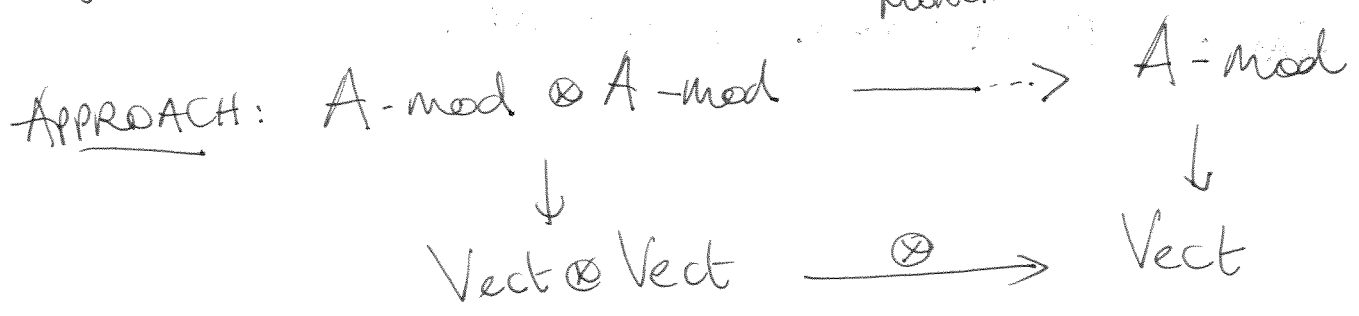 APPROACH: A-mod ⊗ A-mod ⟶ A-mod
↓ ↓
Vect ⊗ Vect ⟶ Vect
⊗